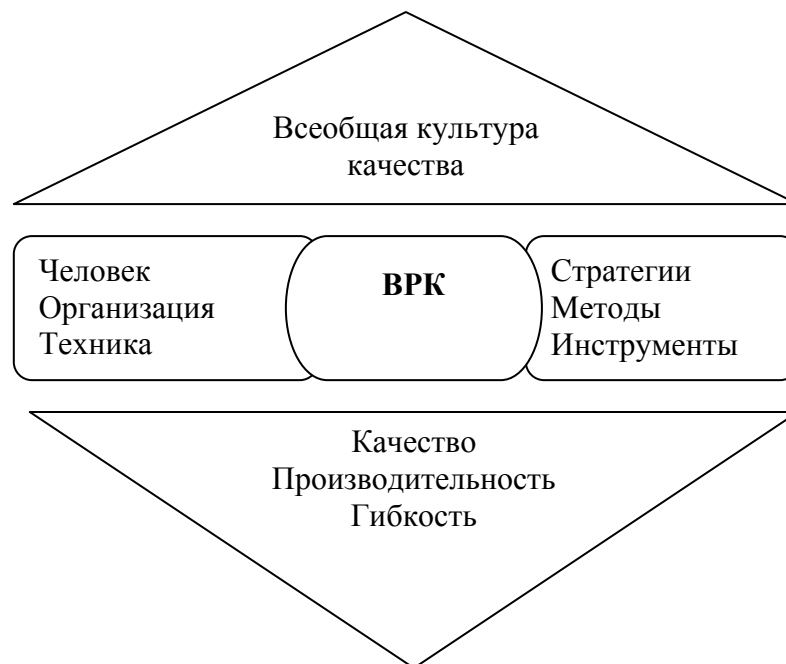 Всеобщая культура
качества
Человек
Организация
Техника
ВРК
Стратегии
Методы
Инструменты
Качество
Производительность
Гибкость